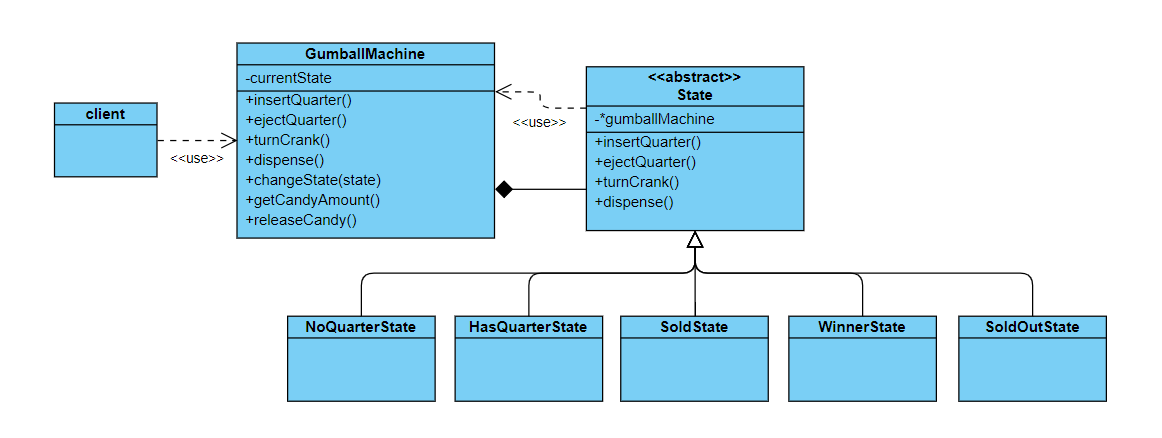 client
<<use>>
GumballMachine
-currentState
+insertQuarter()
+ejectQuarter()
+turnCrank()
+dispense()
+changeState(state)
+getCandyAmount()
+releaseCandy()
<<use>>
<<abstract>>
State
-*gumballMachine
+insertQuarter()
+ejectQuarter()
+turnCrank()
+dispense()
NoQuarterState
HasQuarterState
SoldState
WinnerState
SoldOutState